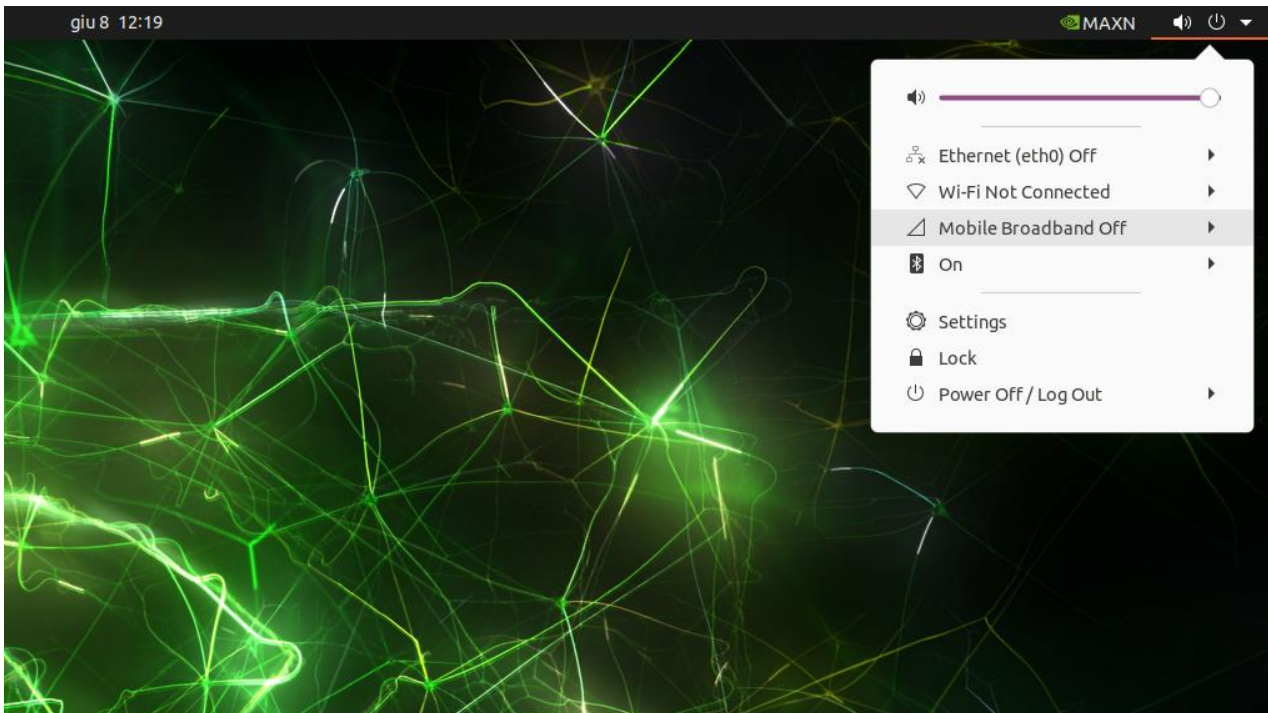 giu 8 12:19
MAXN
Ethernet (eth0) Off
Wi-Fi Not Connected
Mobile Broadband Off
On
Settings
Lock
Power Off / Log Out